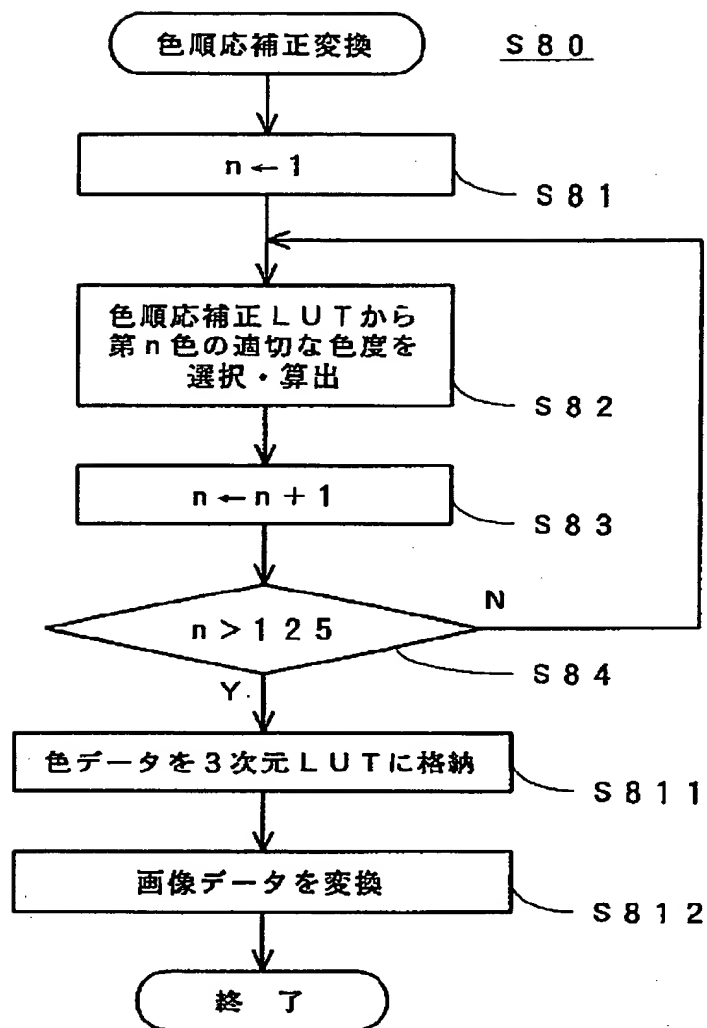 色順応補正変換
S80
n←1
S81
色順応補正LUTから
第n色の適切な色度を
選択・算出
S82
n←n+1
S83
n>125
N
S84
Y
色データを3次元LUTに格納
S811
画像データを変換
S812
終了